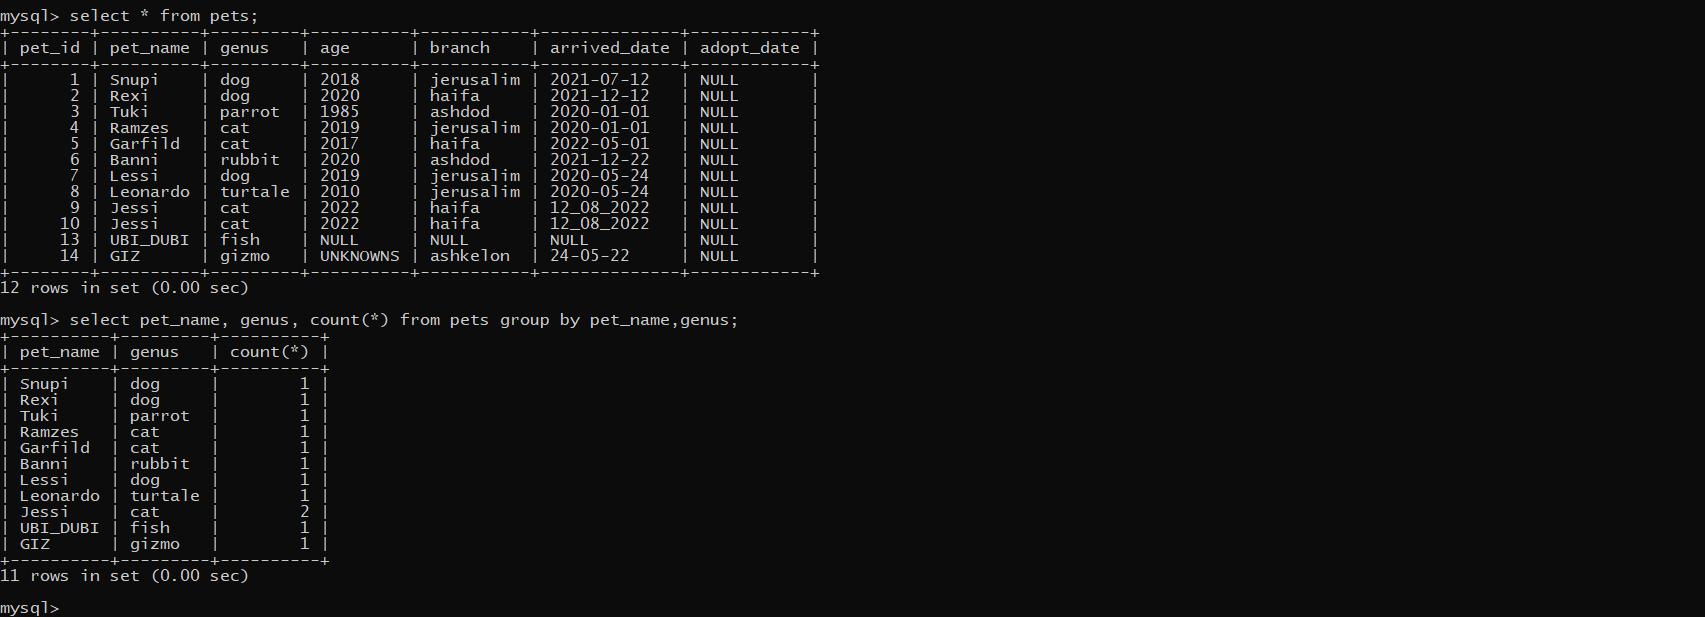 mysql> select * from pets;
+--------+----------+---------+----------+-----------+--------------+------------+
| pet_id | pet_name | genus   | age      | branch    | arrived_date | adopt_date |
+--------+----------+---------+----------+-----------+--------------+------------+
|      1 | Snupi    | dog     | 2018     | jerusalim | 2021-07-12   | NULL       |
|      2 | Rexi     | dog     | 2020     | haifa     | 2021-12-12   | NULL       |
|      3 | Tuki     | parrot  | 1985     | ashdod    | 2020-01-01   | NULL       |
|      4 | Ramzes   | cat     | 2019     | jerusalim | 2020-01-01   | NULL       |
|      5 | Garfild  | cat     | 2017     | haifa     | 2022-05-01   | NULL       |
|      6 | Banni    | rubbit  | 2020     | ashdod    | 2021-12-22   | NULL       |
|      7 | Lessi    | dog     | 2019     | jerusalim | 2020-05-24   | NULL       |
|      8 | Leonardo | turtale | 2010     | jerusalim | 2020-05-24   | NULL       |
|      9 | Jessi    | cat     | 2022     | haifa     | 12_08_2022   | NULL       |
|     10 | Jessi    | cat     | 2022     | haifa     | 12_08_2022   | NULL       |
|     13 | UBI_DUBI | fish    | NULL     | NULL      | NULL         | NULL       |
|     14 | GIZ      | gizmo   | UNKNOWNS | ashkelon  | 24-05-22     | NULL       |
+--------+----------+---------+----------+-----------+--------------+------------+
12 rows in set (0.00 sec)
mysql> select pet_name, genus, count(*) from pets group by pet_name,genus;
+----------+---------+----------+
| pet_name | genus   | count(*) |
+----------+---------+----------+
| Snupi    | dog     |        1 |
| Rexi     | dog     |        1 |
| Tuki     | parrot  |        1 |
| Ramzes   | cat     |        1 |
| Garfild  | cat     |        1 |
| Banni    | rubbit  |        1 |
| Lessi    | dog     |        1 |
| Leonardo | turtale |        1 |
| Jessi    | cat     |        2 |
| UBI_DUBI | fish    |        1 |
| GIZ      | gizmo   |        1 |
+----------+---------+----------+
11 rows in set (0.00 sec)
mysql>